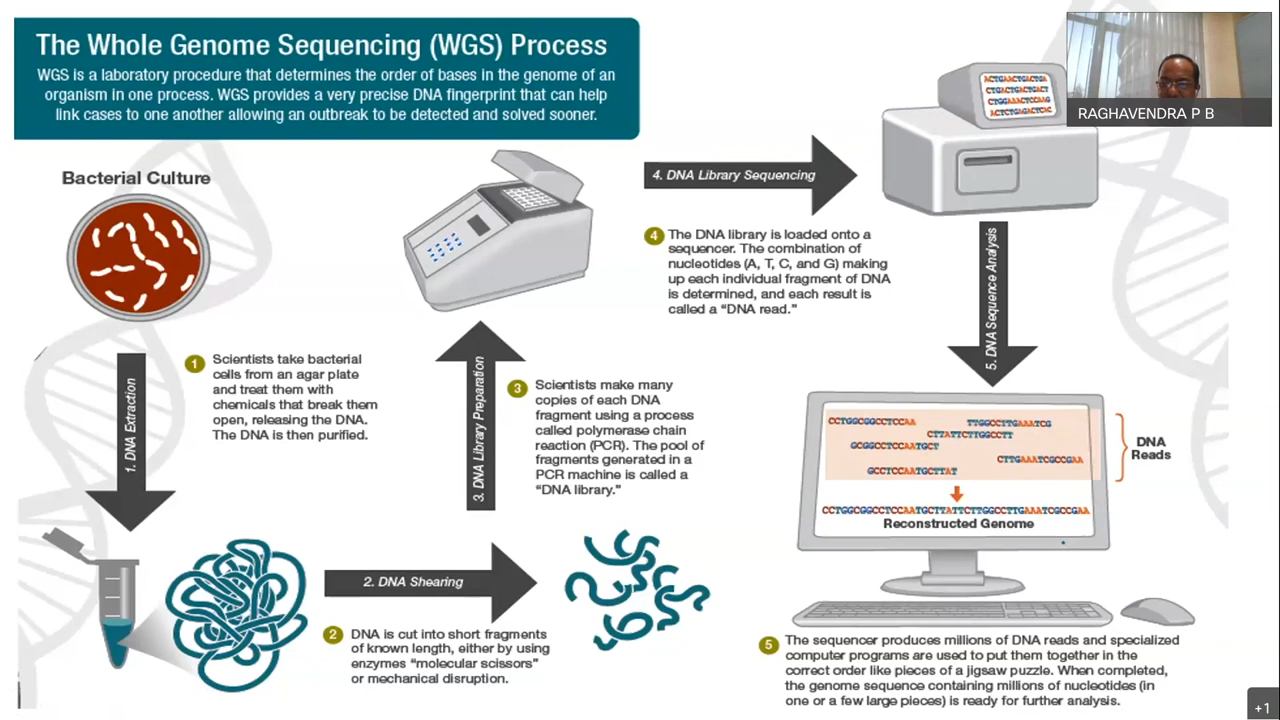 The Whole Genome Sequencing (WGS) Process
WGS is a laboratory procedure that determines the order of bases in the genome of an
organism in one process. WGS provides a very precise DNA fingerprint that can help
link cases to one another allowing an outbreak to be detected and solved sooner.
RAGHAVENDRA P B
Bacterial Culture
1. DNA Extraction
1
Scientists take bacterial
cells from an agar plate
and treat them with
chemicals that break them
open, releasing the DNA.
The DNA is then purified.
2. DNA Shearing
2
DNA is cut into short fragments
of known length, either by using
enzymes “molecular scissors”
or mechanical disruption.
3. DNA Library Preparation
3
Scientists make many
copies of each DNA
fragment using a process
called polymerase chain
reaction (PCR). The pool of
fragments generated in a
PCR machine is called a
“DNA library.”
4. DNA Library Sequencing
4
The DNA library is loaded onto a
sequencer. The combination of
nucleotides (A, T, C, and G) making
up each individual fragment of DNA
is determined, and each result is
called a “DNA read.”
ACTGAACTGACTGA
CTGACTGACTGACT
CTGGAAACTCCAAG
ACTCTGAGACTCAC
5. DNA Sequence Analysis
CCTGGCGGCCTCCAA
TTGGCCTTGAAATCG
CTTATTCTTGGCCTT
GCGGCCTCCAATGCT
CTTGAAATCGCCGAA
GCCTCCAATGCTTAT
DNA
Reads
CCTGGCGGCCTCCAATGCTTATTCTTGGCCTTGAAATCGCCGAA
Reconstructed Genome
5
The sequencer produces millions of DNA reads and specialized
computer programs are used to put them together in the
correct order like pieces of a jigsaw puzzle. When completed,
the genome sequence containing millions of nucleotides (in
one or a few large pieces) is ready for further analysis.
+1